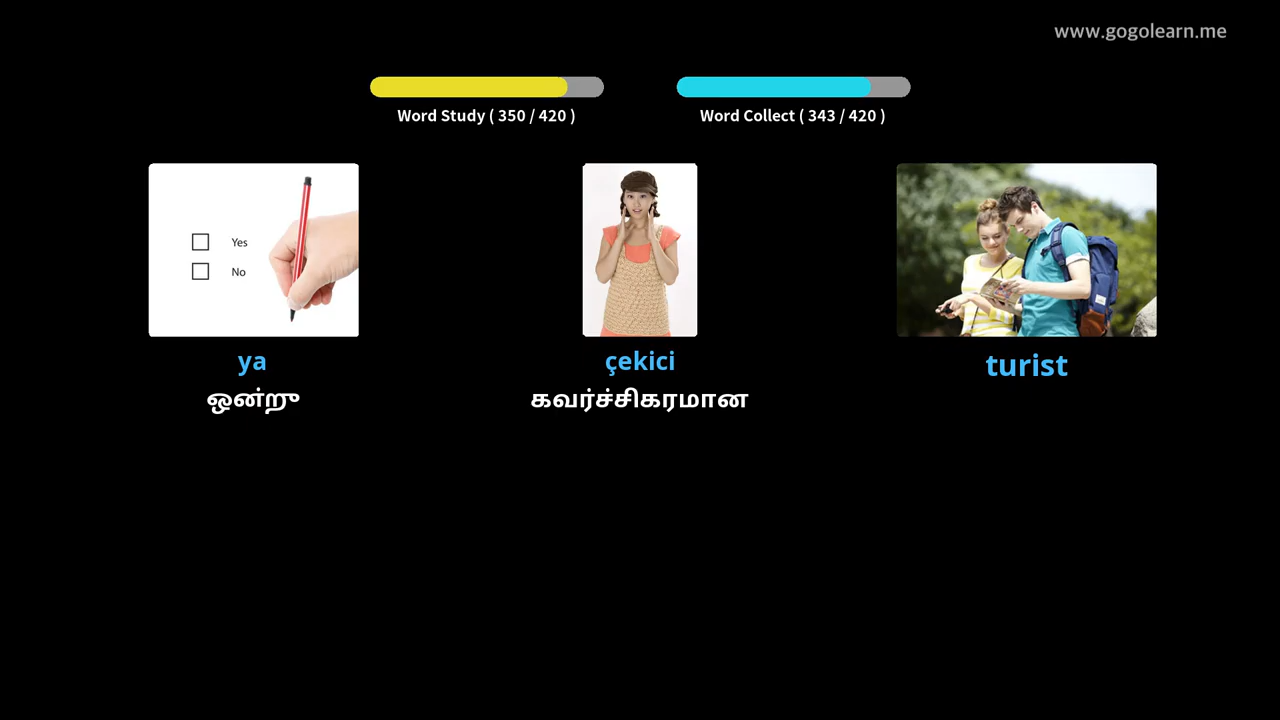 www.gogolearn.me
Word Study ( 350 / 420 )
Word Collect ( 343 / 420 )
Yes
No
ya
çekici
turist
ஒன்று
கவர்ச்சிகரமான